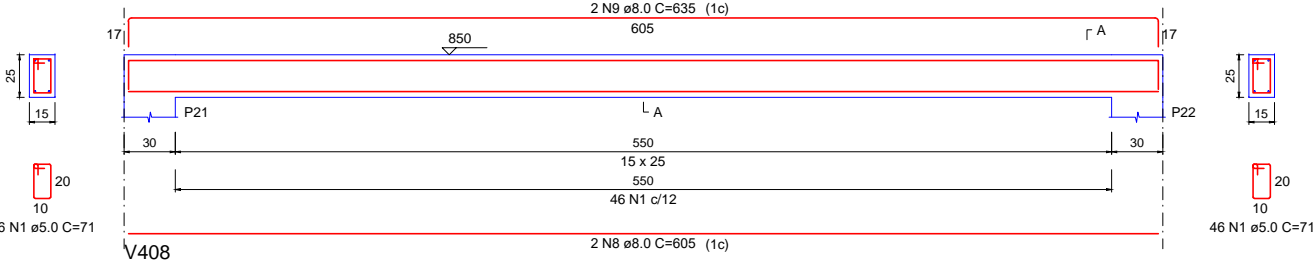 2 N9 ø8.0 C=635 (1c)
605
17
17
A
850
25
25
15
15
P21
A
P22
30
550
30
15 x 25
550
46 N1 c/12
20
10
6 N1 ø5.0 C=71
20
10
46 N1 ø5.0 C=71
2 N8 ø8.0 C=605 (1c)
V408